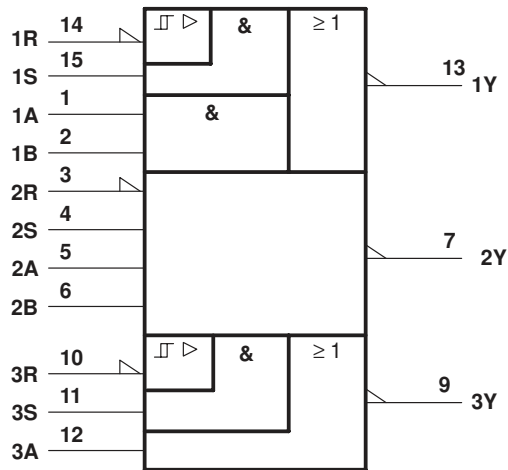 1R 14 & ≥ 1
1S 15 13 1Y
1A 1 &
1B 2
2R 3
2S 4 7 2Y
2A 5
2B 6
3R 10 & ≥ 1
3S 11 9 3Y
3A 12